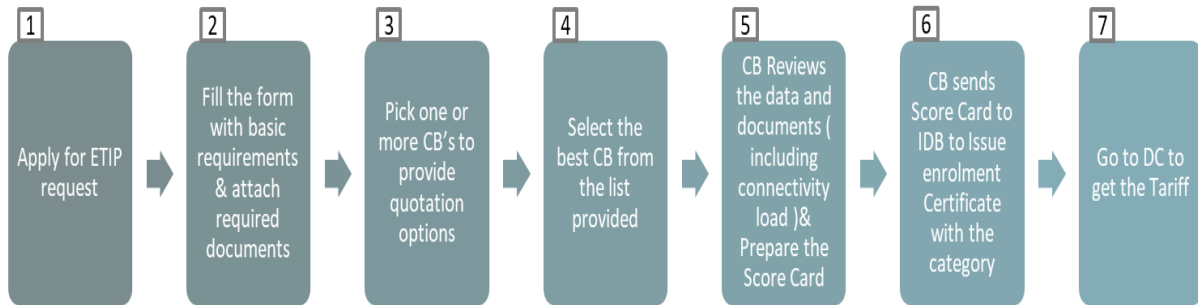 1
Apply for ETIP
request
2
Fill the form
with basic
requirements
& attach
required
documents
3
Pick one or
more CB's to
provide
quotation
options
4
Select the
best CB from
the list
provided
5
CB Reviews
the data and
documents (
including
connectivity
load )&
Prepare the
Score Card
6
CB sends
Score Card to
IDB to Issue
enrolment
Certificate
with the
category
7
Go to DC to
get the Tariff